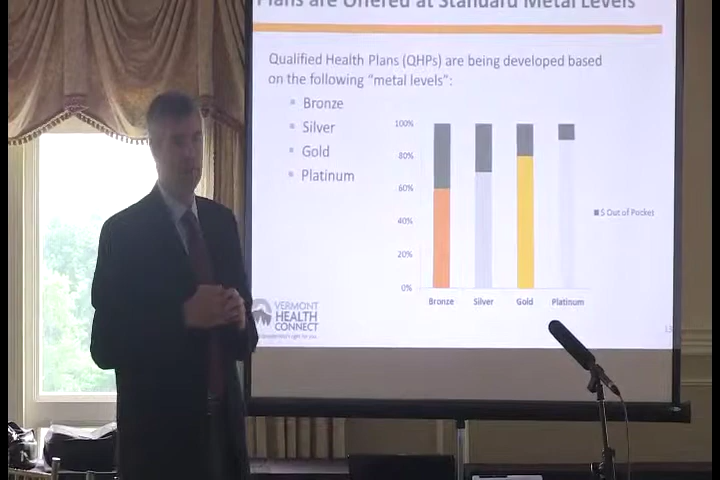 Plans are Offered at Standard Metal Levels
Qualified Health Plans (QHPs) are being developed based
on the following “metal levels”:
Bronze
Silver
Gold
Platinum
100%
80%
60%
40%
20%
0%
Bronze Silver Gold Platinum
$ Out of Pocket
VERMONT
HEALTH
CONNECT
13